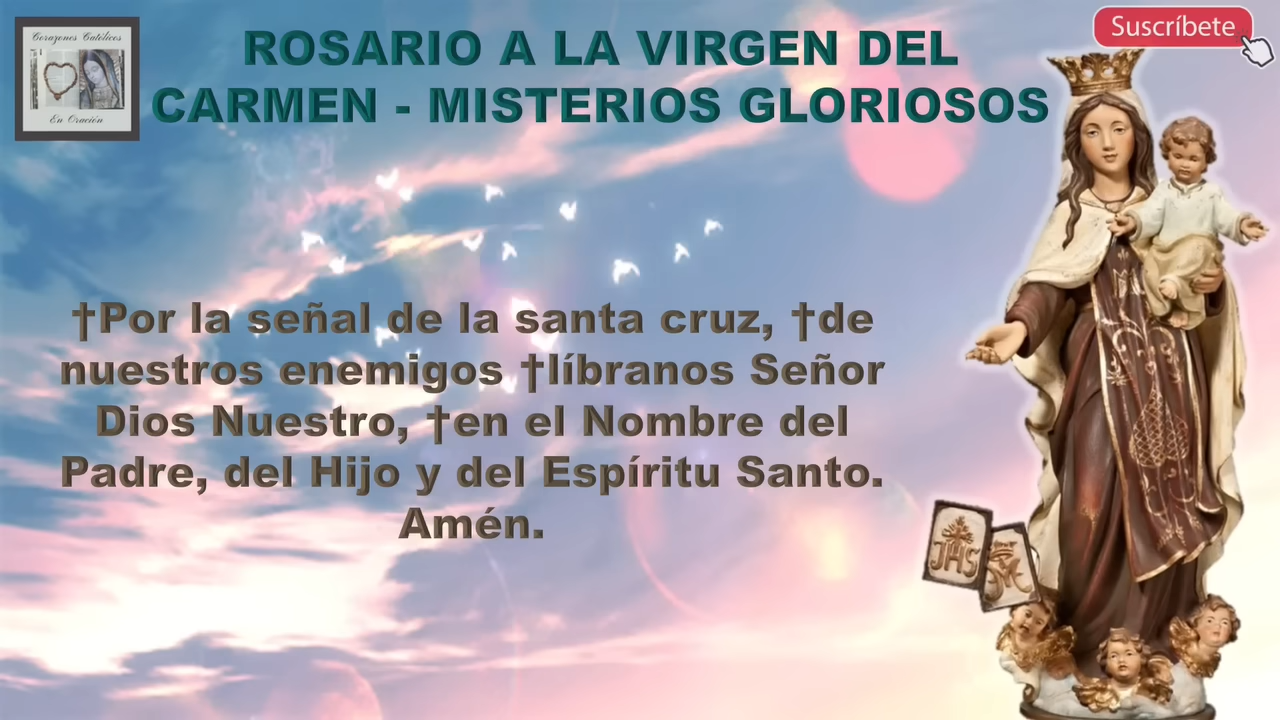 Corazones Católicos
En Oración
ROSARIO A LA VIRGEN DEL
CARMEN - MISTERIOS GLORIOSOS
Suscríbete
†Por la señal de la santa cruz, †de
nuestros enemigos †líbranos Señor
Dios Nuestro, †en el Nombre del
Padre, del Hijo y del Espíritu Santo.
Amén.
JHS